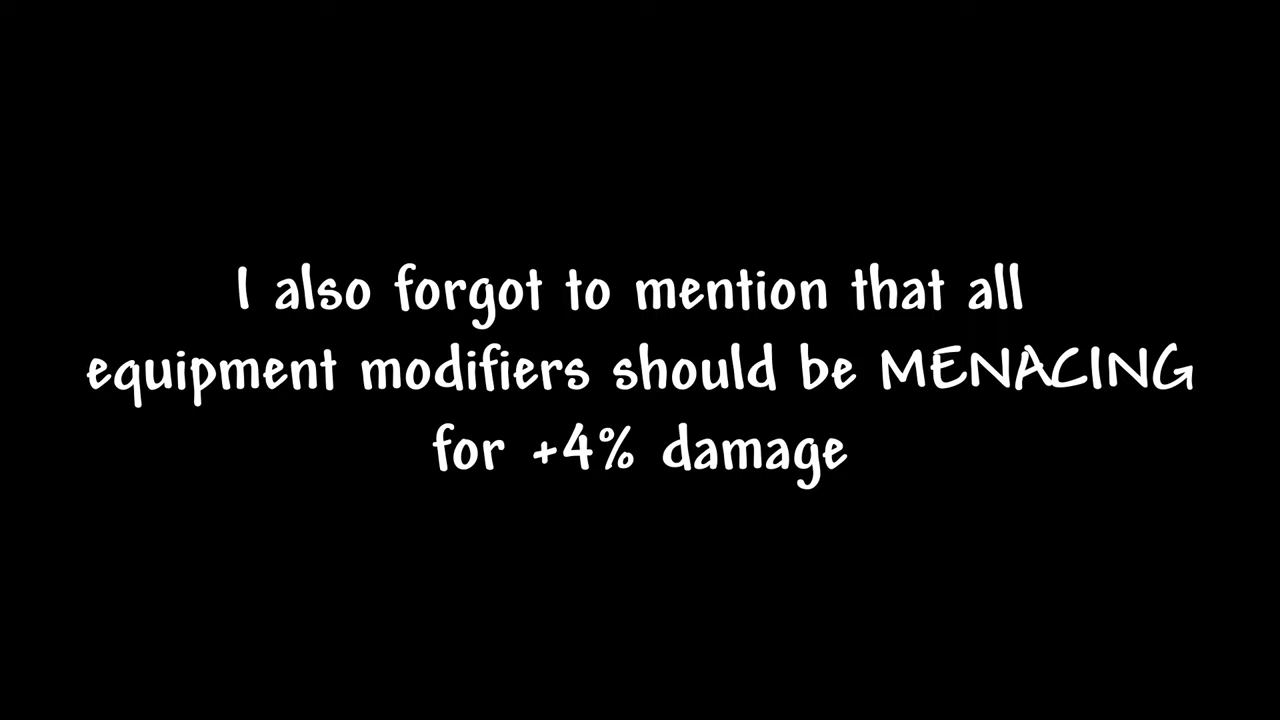 I also forgot to mention that all
equipment modifiers should be MENACING
for +4% damage